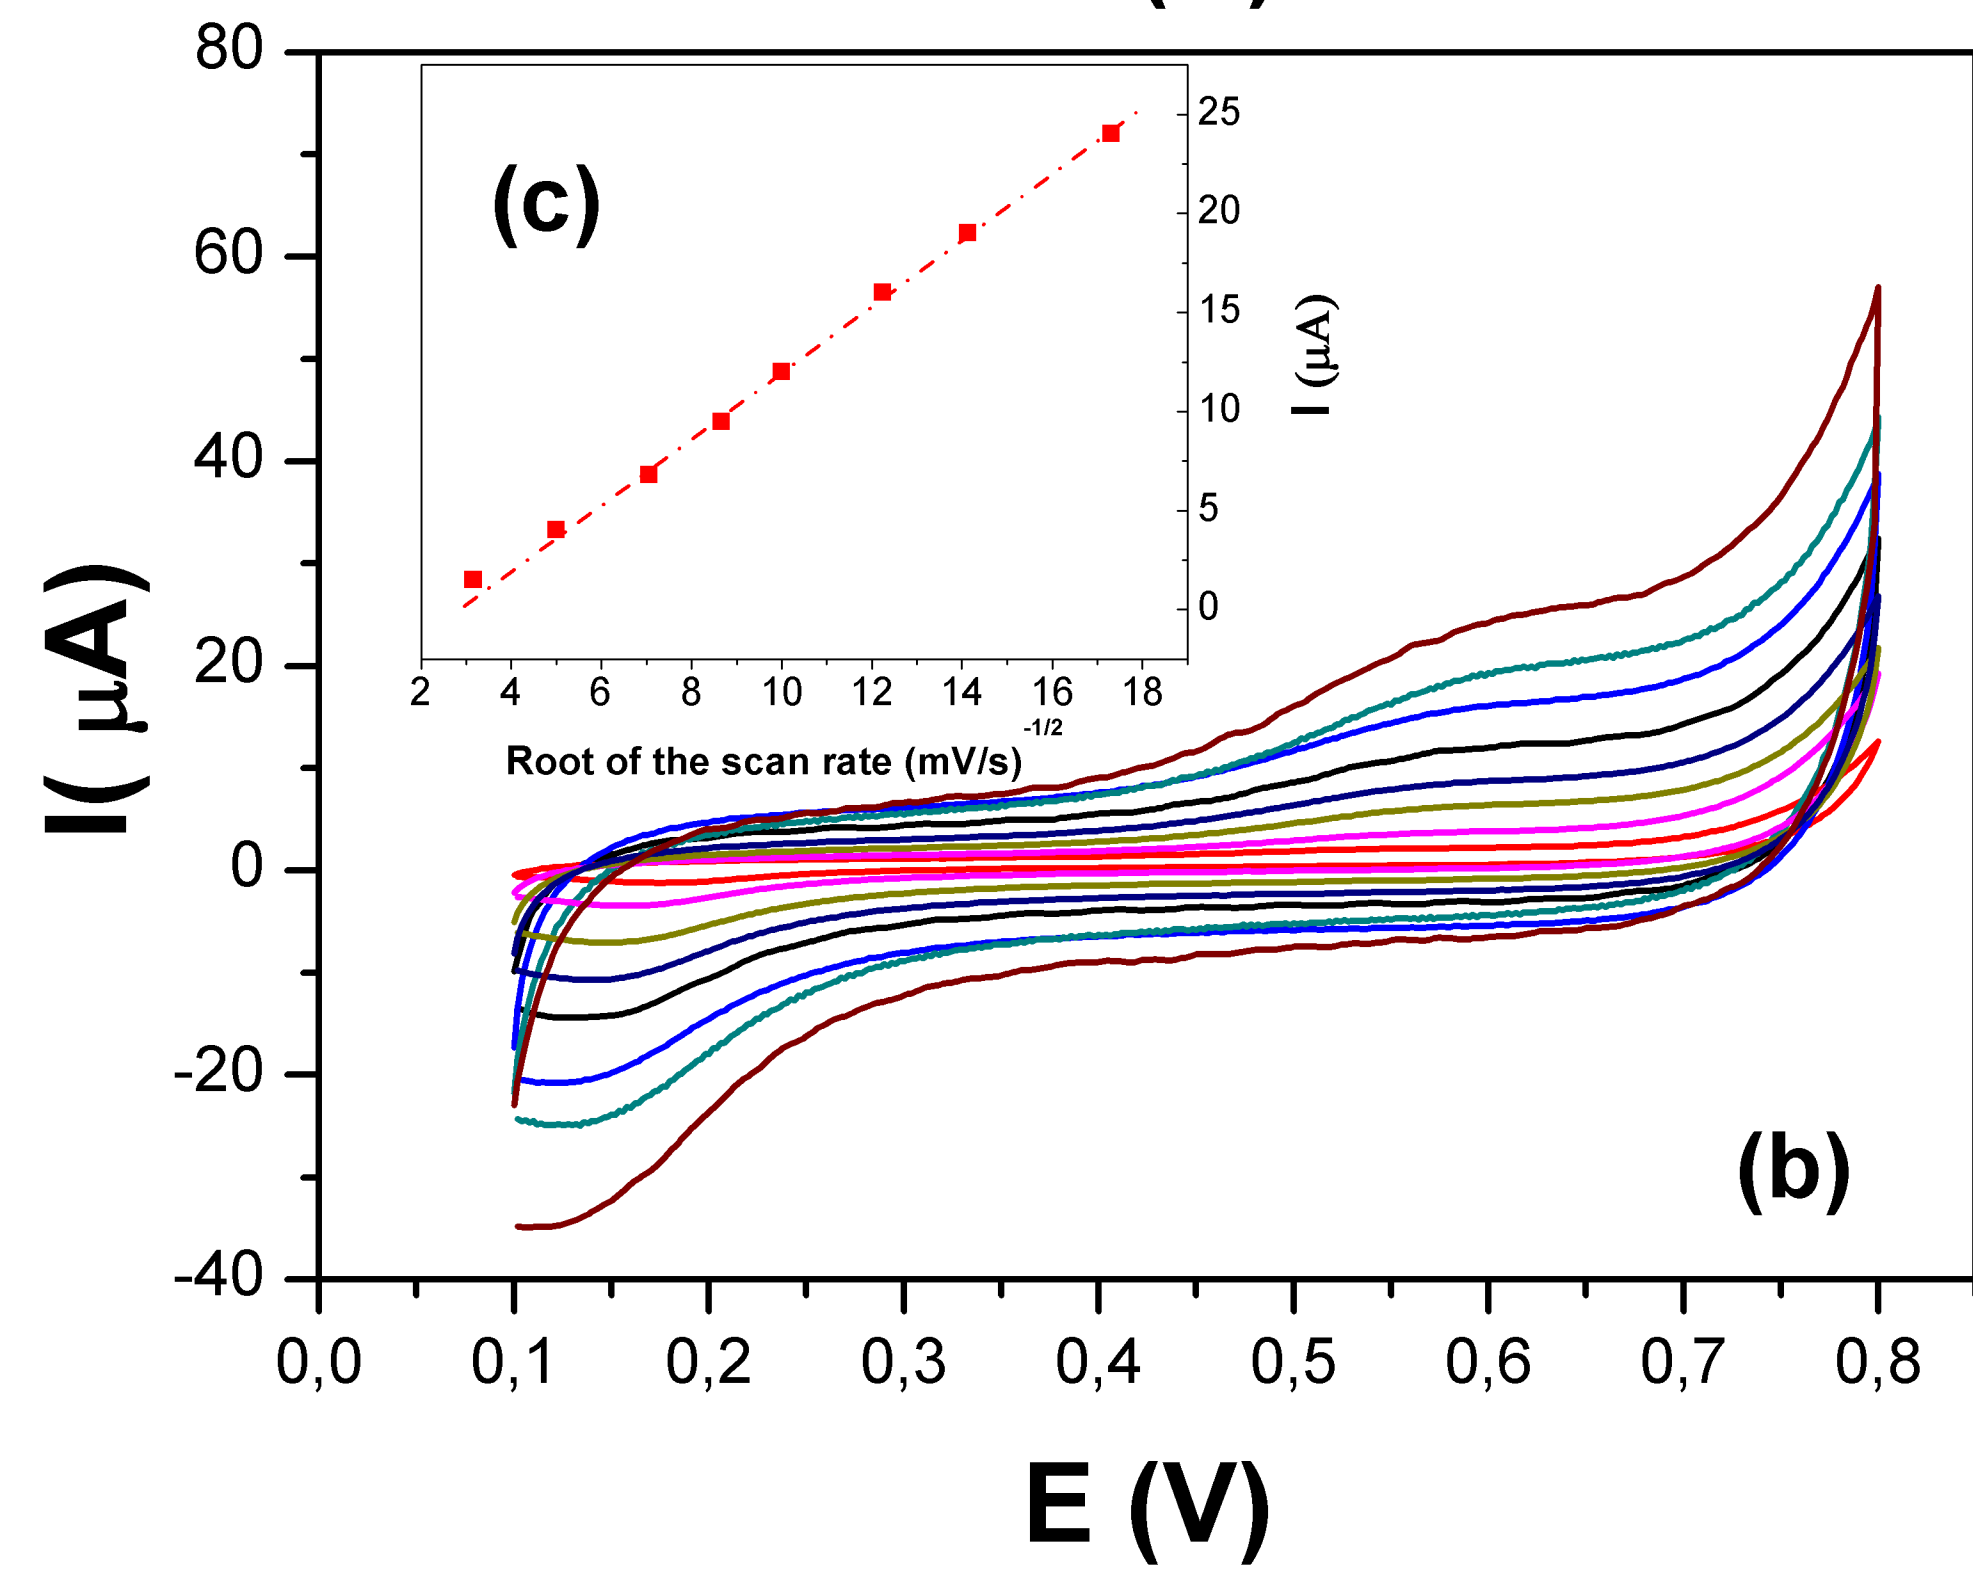 80
60
40
20
0
-20
-40
I( μA)
(c)
25
20
15
10
5
0
I (μA)
2 4 6 8 10 12 14 16 18
Root of the scan rate (mV/s)-1/2
(b)
0,0 0,1 0,2 0,3 0,4 0,5 0,6 0,7 0,8
E (V)